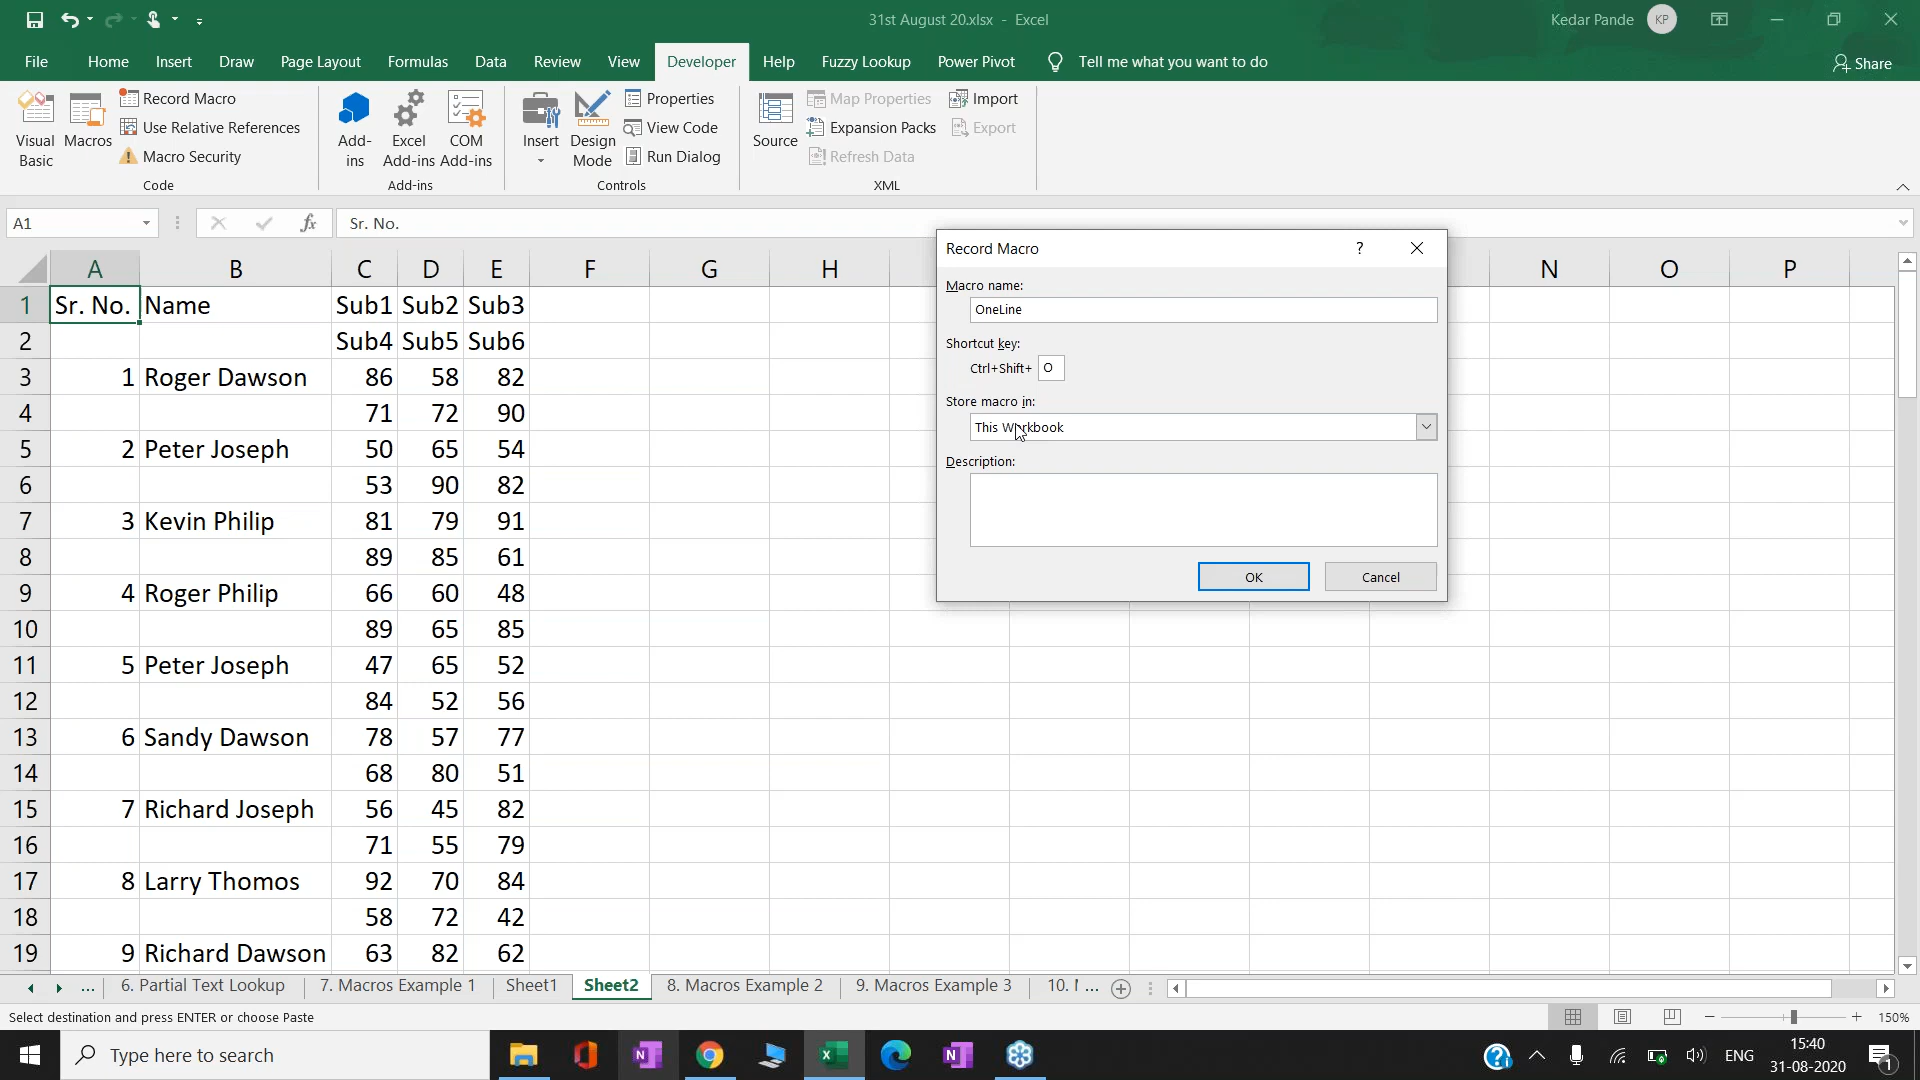 31st August 20.xlsx - Excel
Kedar Pande KP
File Home Insert Draw Page Layout Formulas Data Review View Developer Help Fuzzy Lookup Power Pivot Tell me what you want to do Share
Visual Basic
Macros
Record Macro
Use Relative References
Macro Security
Code
Add-ins
Excel Add-ins
COM Add-ins
Add-ins
Insert
Design Mode
Properties
View Code
Run Dialog
Controls
Source
Map Properties
Expansion Packs
Refresh Data
Import
Export
XML
A1 fx Sr. No.
A B C D E F G H N O P
1 Sr. No. Name Sub1 Sub2 Sub3
2 Sub4 Sub5 Sub6
3 1 Roger Dawson 86 58 82
4 71 72 90
5 2 Peter Joseph 50 65 54
6 53 90 82
7 3 Kevin Philip 81 79 91
8 89 85 61
9 4 Roger Philip 66 60 48
10 89 65 85
11 5 Peter Joseph 47 65 52
12 84 52 56
13 6 Sandy Dawson 78 57 77
14 68 80 51
15 7 Richard Joseph 56 45 82
16 71 55 79
17 8 Larry Thomos 92 70 84
18 58 72 42
19 9 Richard Dawson 63 82 62
Record Macro ?
Macro name:
OneLine
Shortcut key:
Ctrl+Shift+ O
Store macro in:
This Workbook
Description:
OK Cancel
... 6. Partial Text Lookup 7. Macros Example 1 Sheet1 Sheet2 8. Macros Example 2 9. Macros Example 3 10. M ...
Select destination and press ENTER or choose Paste
150%
Type here to search
ENG
15:40
31-08-2020
1